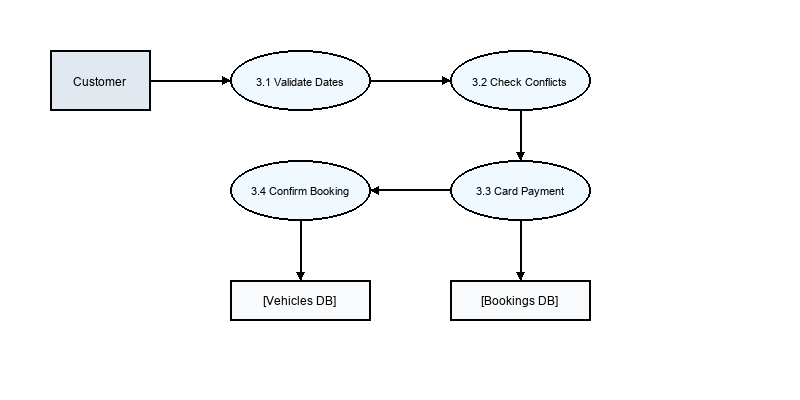 Customer
3.1 Validate Dates
3.2 Check Conflicts
3.4 Confirm Booking
3.3 Card Payment
[Vehicles DB]
[Bookings DB]